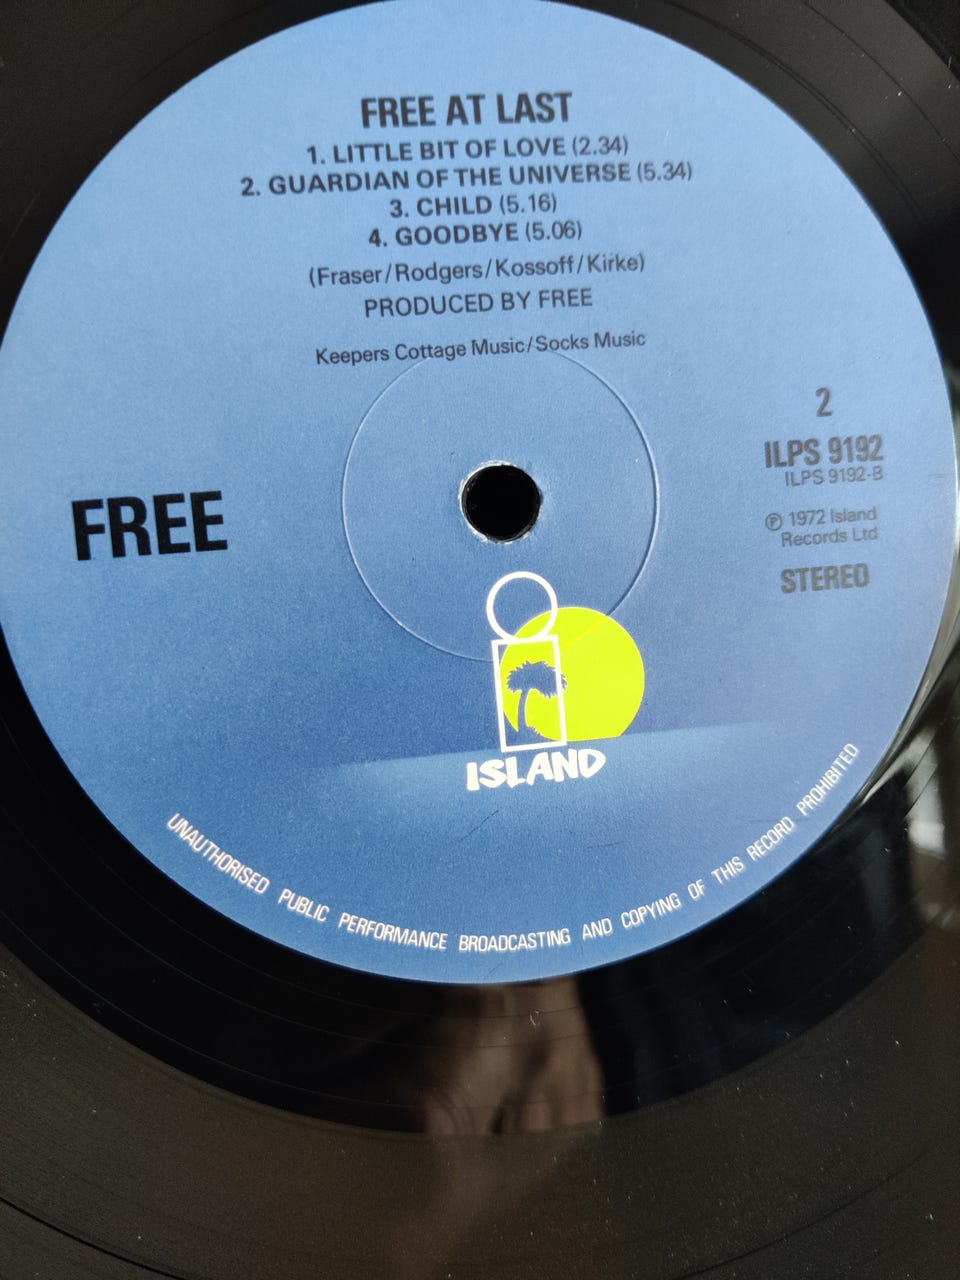 FREE AT LAST
1. LITTLE BIT OF LOVE (2.34)
2. GUARDIAN OF THE UNIVERSE (5.34)
3. CHILD (5.16)
4. GOODBYE (5.06)
(Fraser/Rodgers/Kossoff/Kirke)
PRODUCED BY FREE
Keepers Cottage Music/Socks Music
2
ILPS 9192
ILPS 9192-B
FREE
℗ 1972 Island
Records Ltd
STEREO
ISLAND
UNAUTHORISED PUBLIC PERFORMANCE BROADCASTING AND COPYING OF THIS RECORD PROHIBITED